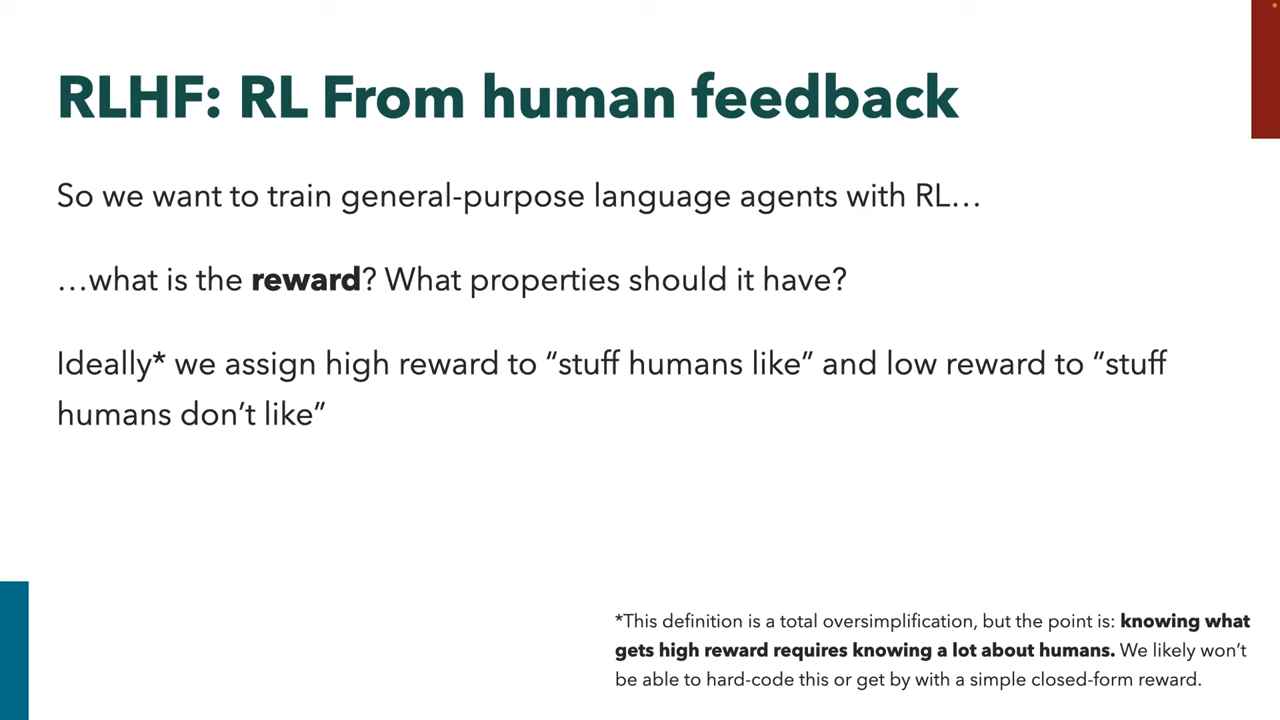 RLHF: RL From human feedback
So we want to train general-purpose language agents with RL…
…what is the reward? What properties should it have?
Ideally* we assign high reward to “stuff humans like” and low reward to “stuff
humans don’t like”
*This definition is a total oversimplification, but the point is: knowing what
gets high reward requires knowing a lot about humans. We likely won’t
be able to hard-code this or get by with a simple closed-form reward.